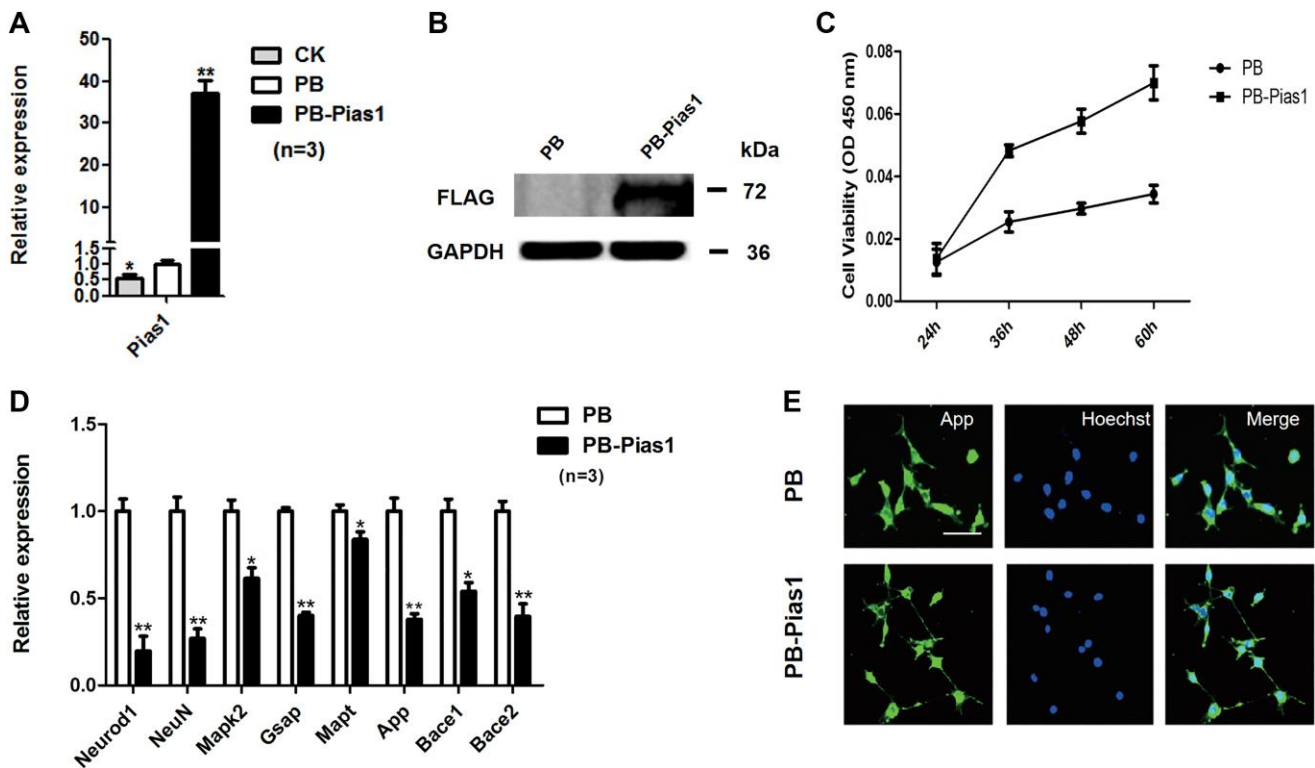 A
Relative expression
50
40
30
20
10
1.5
1.0
0.5
0.0
**
*
CK
PB
PB-Pias1
(n=3)
Pias1
B
PB
PB-Pias1
kDa
FLAG
72
GAPDH
36
C
Cell Viability (OD 450 nm)
0.08
0.06
0.04
0.02
0.00
24h
36h
48h
60h
PB
PB-Pias1
D
Relative expression
1.5
1.0
0.5
0.0
PB
PB-Pias1
(n=3)
**
**
*
**
*
**
*
**
Neurod1
NeuN
Mapk2
Gsap
Mapt
App
Bace1
Bace2
E
App
Hoechst
Merge
PB
PB-Pias1